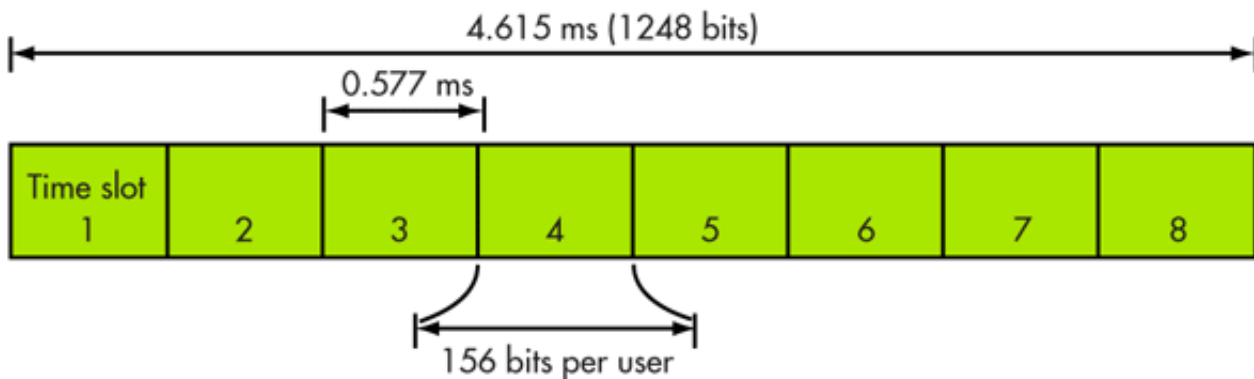 4.615 ms (1248 bits)
0.577 ms
Time slot
1 2 3 4 5 6 7 8
156 bits per user